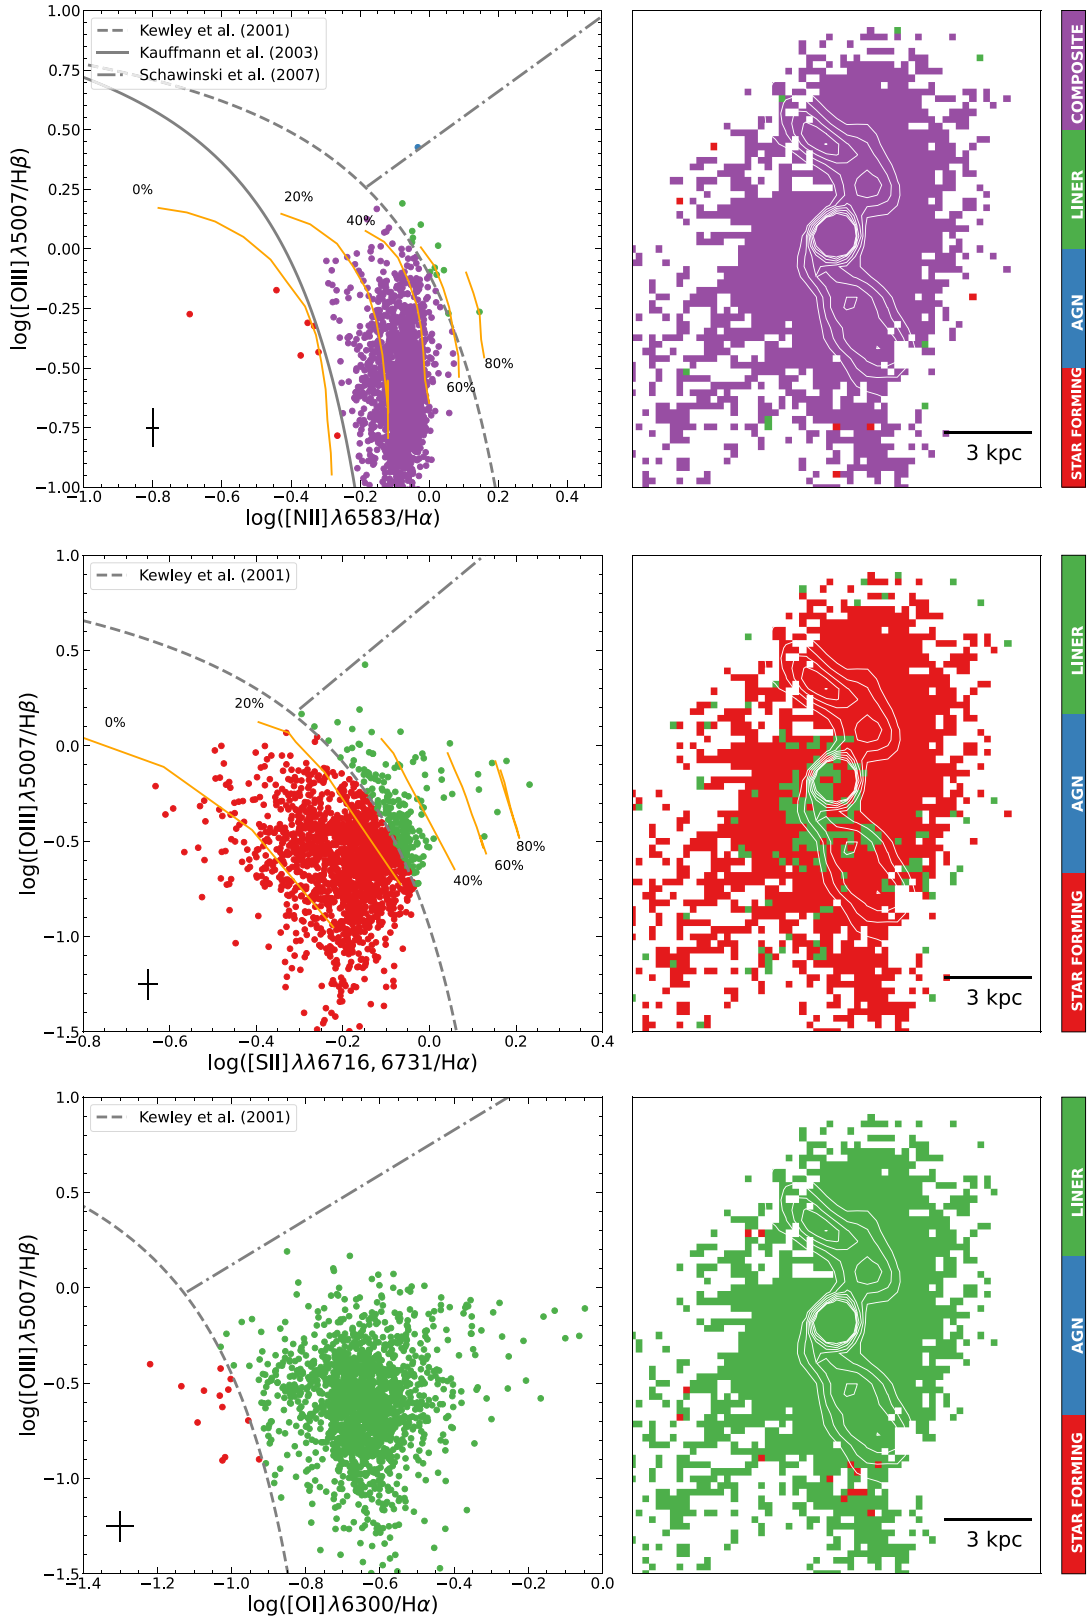 Kewley et al. (2001)
Kauffmann et al. (2003)
Schawinski et al. (2007)
1.00
0.75
0.50
0.25
0.00
−0.25
−0.50
−0.75
−1.00
log([OIII]λ5007/Hβ)
0%
20%
40%
60%
80%
−1.0 −0.8 −0.6 −0.4 −0.2 0.0 0.2 0.4
log([NII]λ6583/Hα)
3 kpc
COMPOSITE
LINER
AGN
STAR FORMING
Kewley et al. (2001)
1.0
0.5
0.0
−0.5
−1.0
−1.5
log([OIII]λ5007/Hβ)
0%
20%
40%
60%
80%
−0.8 −0.6 −0.4 −0.2 0.0 0.2 0.4
log([SII]λλ6716, 6731/Hα)
3 kpc
LINER
AGN
STAR FORMING
Kewley et al. (2001)
1.0
0.5
0.0
−0.5
−1.0
−1.5
log([OIII]λ5007/Hβ)
−1.4 −1.2 −1.0 −0.8 −0.6 −0.4 −0.2 0.0
log([OI]λ6300/Hα)
3 kpc
LINER
AGN
STAR FORMING